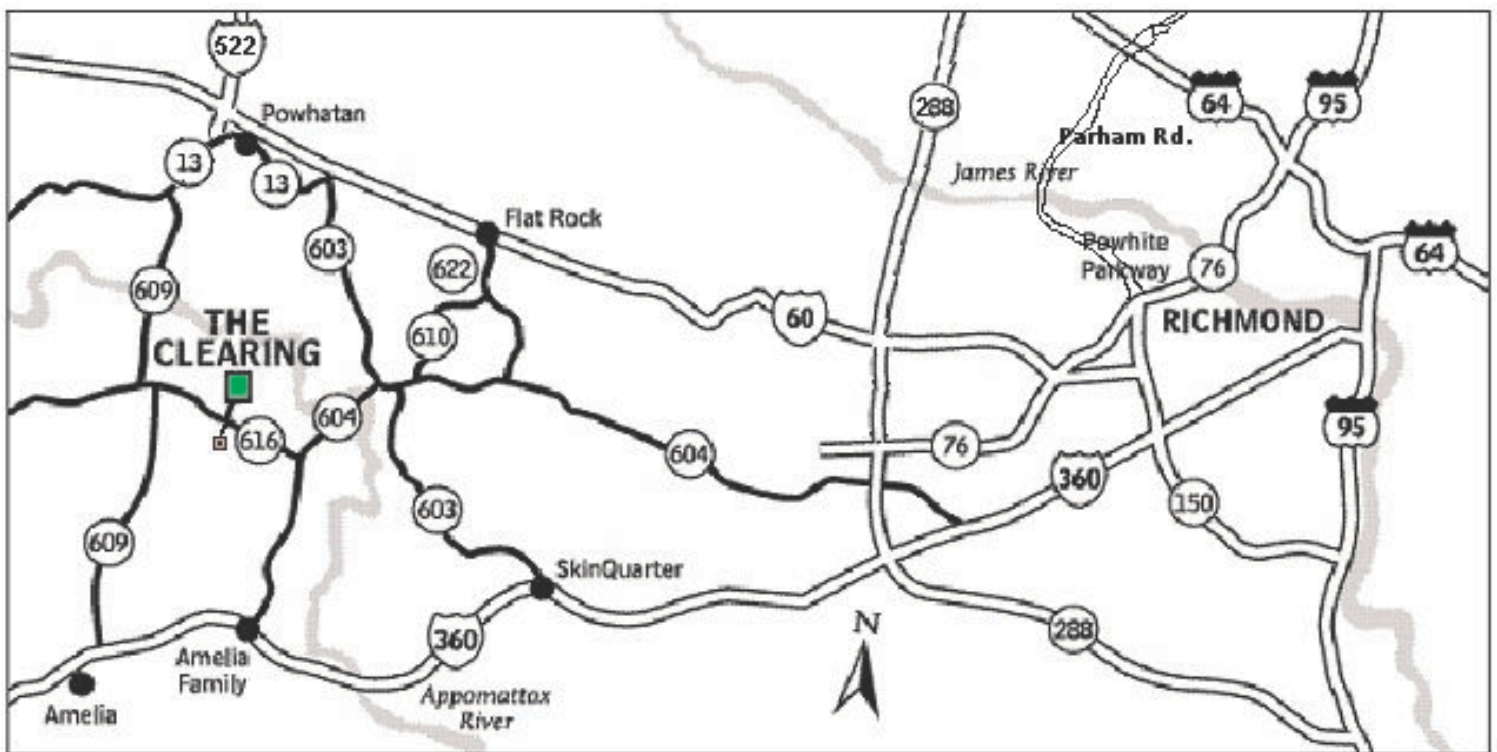 522
Powhatan
13
13
288
64
95
Parham Rd.
James River
Flat Rock
603
622
Powhite
Parkway
76
64
609
THE
CLEARING
610
60
RICHMOND
604
616
604
76
360
95
603
150
609
SkinQuarter
N
360
288
Amelia
Family
Appomattox
River
Amelia